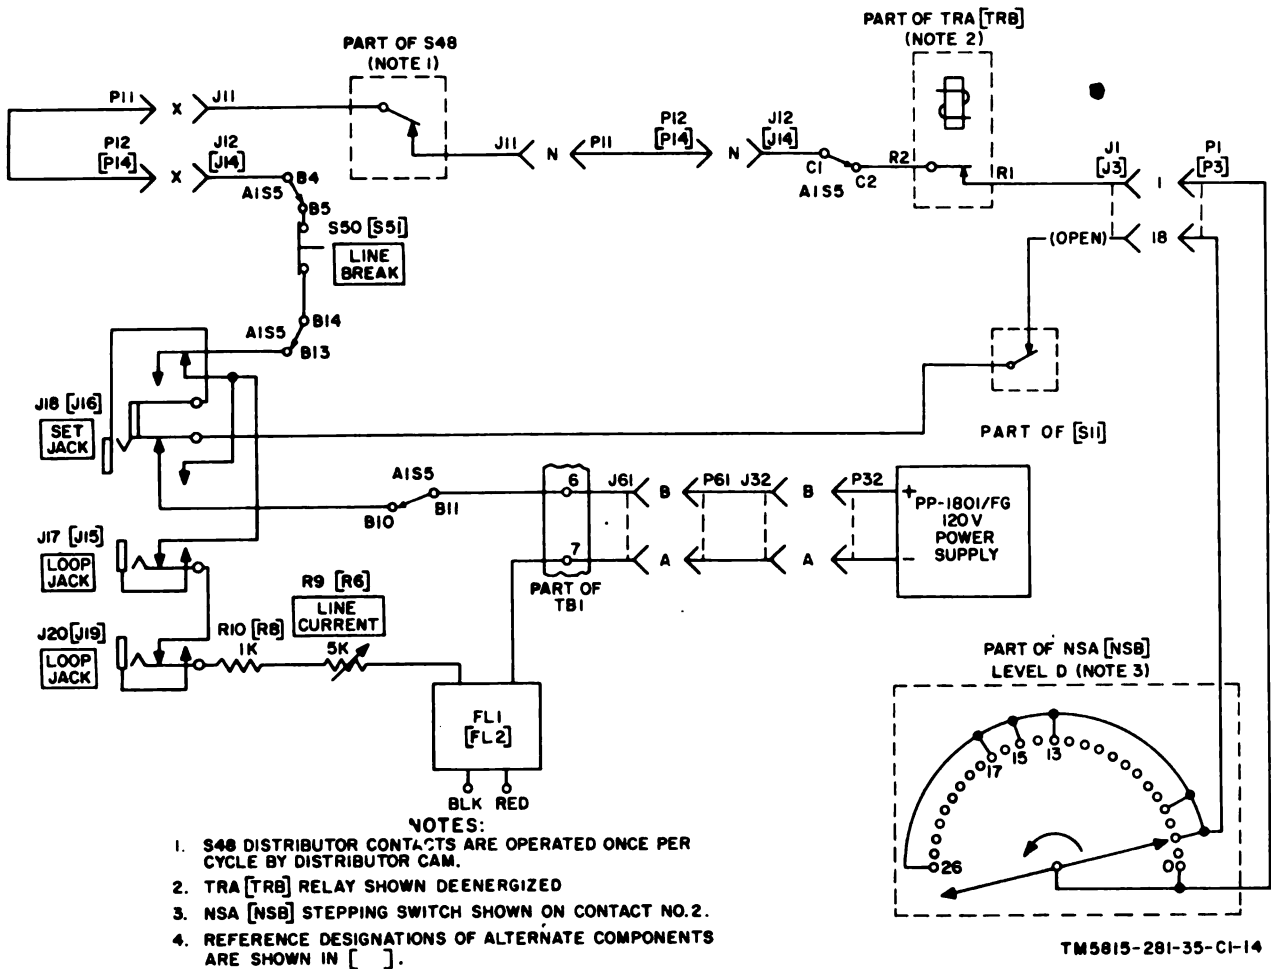 PART OF TRA [TRB]
(NOTE 2)
PART OF S48
(NOTE 1)
P11 X J11
P12
[P14]
X
J12
[J14]
J11 N P11
P12
[P14]
N
J12
[J14]
C1
A1S5
C2
R2
R1
J1
[J3]
1
P1
[P3]
(OPEN)
18
B4
A1S5
B5
S50 [S51]
LINE
BREAK
B14
A1S5
B13
J18 [J16]
SET
JACK
PART OF [S11]
A1S5
B10
B11
6
7
PART OF
TB1
J61 B P61 J32 B P32
A A
+
-
PP-1801/FG
120V
POWER
SUPPLY
J17 [J15]
LOOP
JACK
R9 [R6]
LINE
CURRENT
5K
R10 [R8]
1K
J20 [J19]
LOOP
JACK
FL1
[FL2]
BLK RED
PART OF NSA [NSB]
LEVEL D (NOTE 3)
17
15
13
26
0
NOTES:
1. S48 DISTRIBUTOR CONTACTS ARE OPERATED ONCE PER
CYCLE BY DISTRIBUTOR CAM.
2. TRA [TRB] RELAY SHOWN DEENERGIZED
3. NSA [NSB] STEPPING SWITCH SHOWN ON CONTACT NO.2.
4. REFERENCE DESIGNATIONS OF ALTERNATE COMPONENTS
ARE SHOWN IN [ ].
TM5815-281-35-C1-14